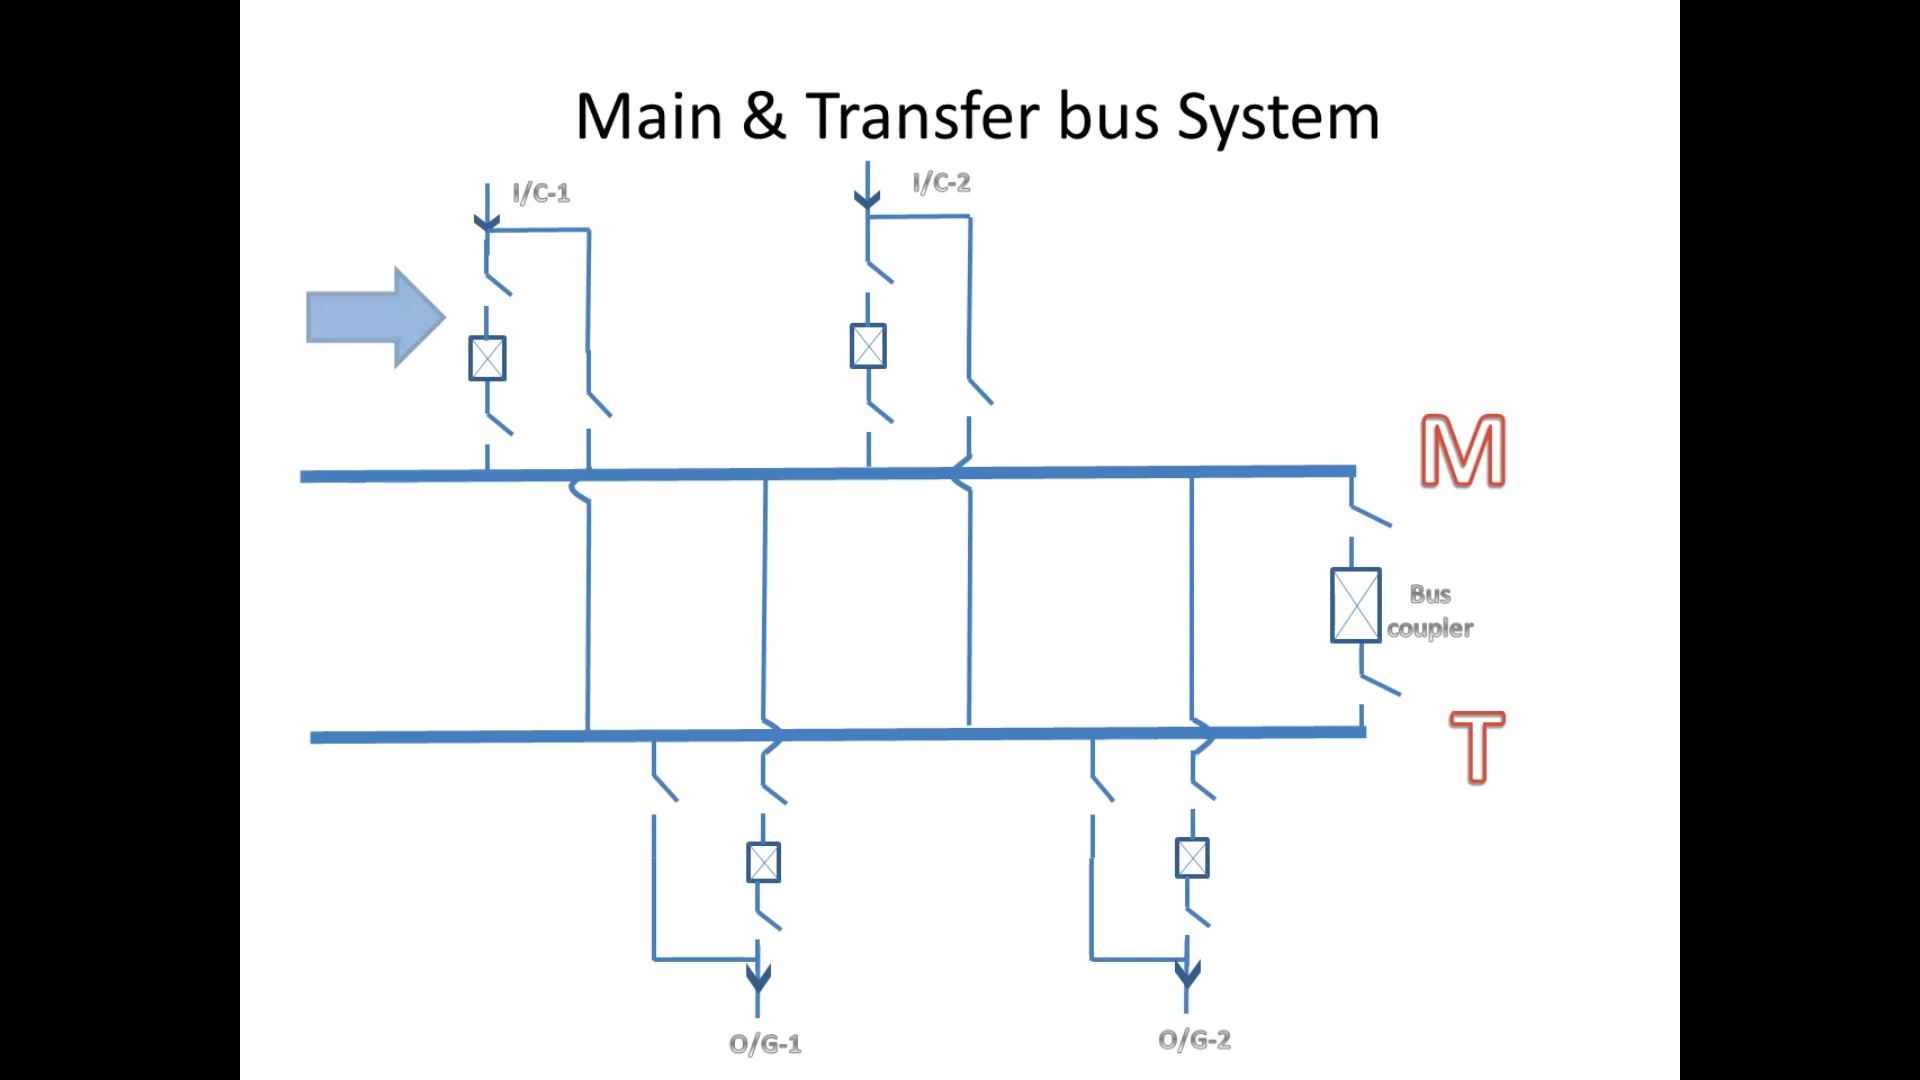 Main & Transfer bus System
I/C-1
I/C-2
M
Bus
coupler
T
O/G-1
O/G-2